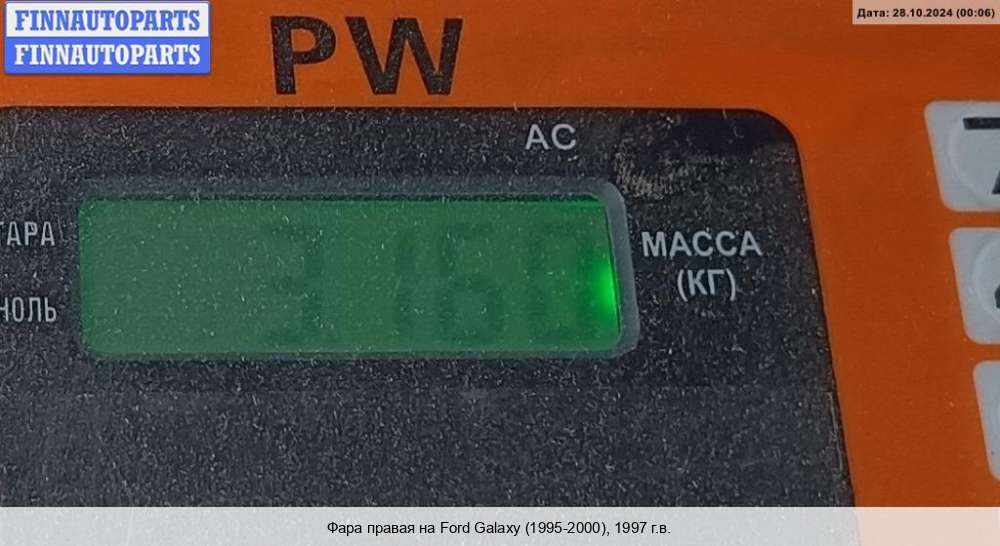 FINNAUTOPARTS
FINNAUTOPARTS
Дата: 28.10.2024 (00:06)
PW
AC
ТАРА
МАССА
(КГ)
НОЛЬ
Фара правая на Ford Galaxy (1995-2000), 1997 г.в.